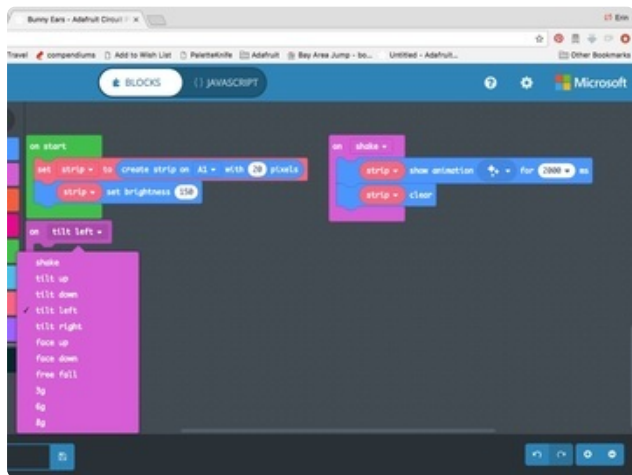 Bunny Ears - Adafruit Circuit P
Erin
Travel compendiums Add to Wish List PaletteKnife Adafruit Bay Area Jump - bo... Untitled - Adafruit... Other Bookmarks
BLOCKS {} JAVASCRIPT ? Microsoft
on start
set strip to create strip on A1 with 20 pixels
strip set brightness 150
on shake
strip show animation for 2000 ms
strip clear
on tilt left
shake
tilt up
tilt down
tilt left
tilt right
face up
face down
free fall
3g
6g
8g